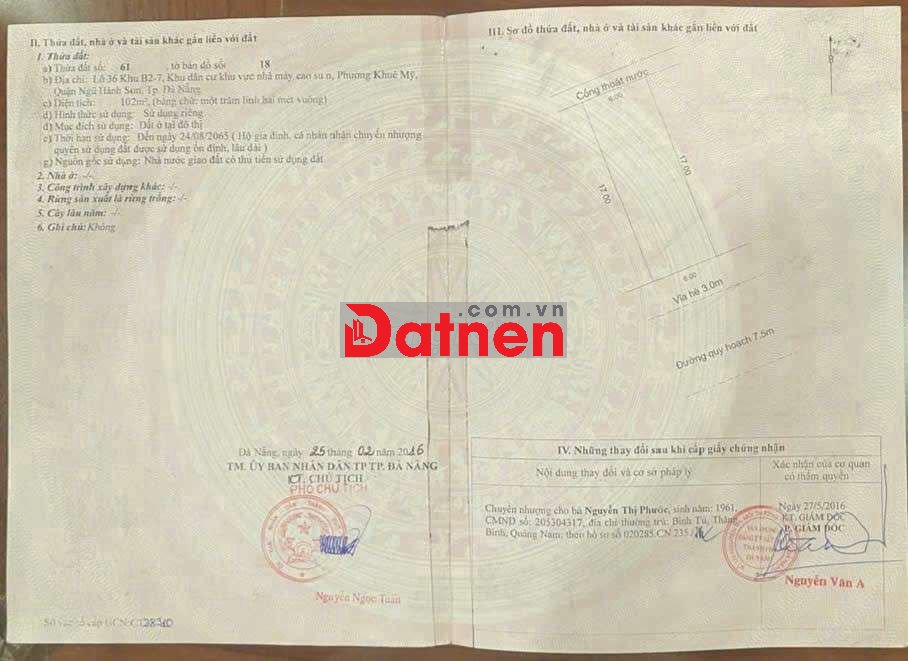 II. Thửa đất, nhà ở và tài sản khác gắn liền với đất
1. Thửa đất:
a) Thửa đất số: 61, tờ bản đồ số: 18
b) Địa chỉ: Lô 36 Khu B2-7, Khu dân cư khu vực nhà máy cao su n, Phường Khuê Mỹ,
Quận Ngũ Hành Sơn, Tp. Đà Nẵng
c) Diện tích: 102m², (bằng chữ: một trăm linh hai mét vuông)
d) Hình thức sử dụng: Sử dụng riêng
đ) Mục đích sử dụng: Đất ở tại đô thị
e) Thời hạn sử dụng: Đến ngày 24/08/2065 ( Hộ gia đình, cá nhân nhận chuyển nhượng
quyền sử dụng đất được sử dụng ổn định, lâu dài )
g) Nguồn gốc sử dụng: Nhà nước giao đất có thu tiền sử dụng đất
2. Nhà ở: -/-
3. Công trình xây dựng khác: -/-
4. Rừng sản xuất là rừng trồng: -/-
5. Cây lâu năm: -/-
6. Ghi chú: Không
Đà Nẵng, ngày 25 tháng 02 năm 2016
TM. ỦY BAN NHÂN DÂN TP TP. ĐÀ NẴNG
KT. CHỦ TỊCH
PHÓ CHỦ TỊCH
Nguyễn Ngọc Tuấn
Số vào sổ cấp GCN:
III. Sơ đồ thửa đất, nhà ở và tài sản khác gắn liền với đất
B
Cống thoát nước
6.00
17.00
17.00
6.00
Vỉa hè 3.0m
Đường quy hoạch 7.5m
Datnen
.com.vn
IV. Những thay đổi sau khi cấp giấy chứng nhận
Nội dung thay đổi và cơ sở pháp lý
Xác nhận của cơ quan
có thẩm quyền
Chuyển nhượng cho bà Nguyễn Thị Phước, sinh năm: 1961,
CMND số: 205304317, địa chỉ thường trú: Bình Tú, Thăng
Bình, Quảng Nam; theo hồ sơ số 020285.CN.235
Ngày 27/5/2016
KT. GIÁM ĐỐC
P. GIÁM ĐỐC
Nguyễn Văn A